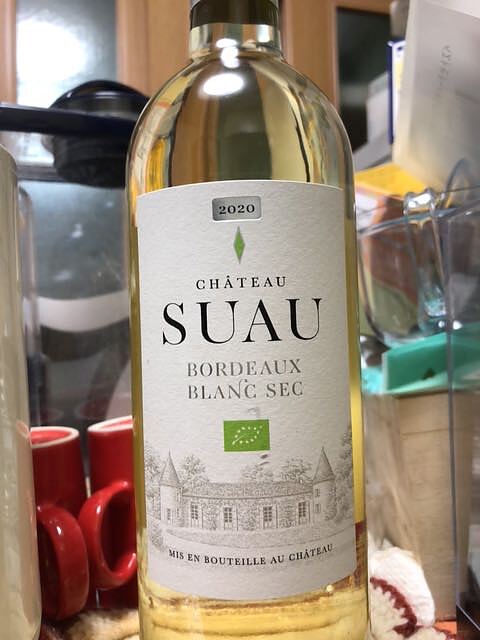 2020
CHÂTEAU
SUAU
BORDEAUX
BLANC SEC
MIS EN BOUTEILLE AU CHÂTEAU